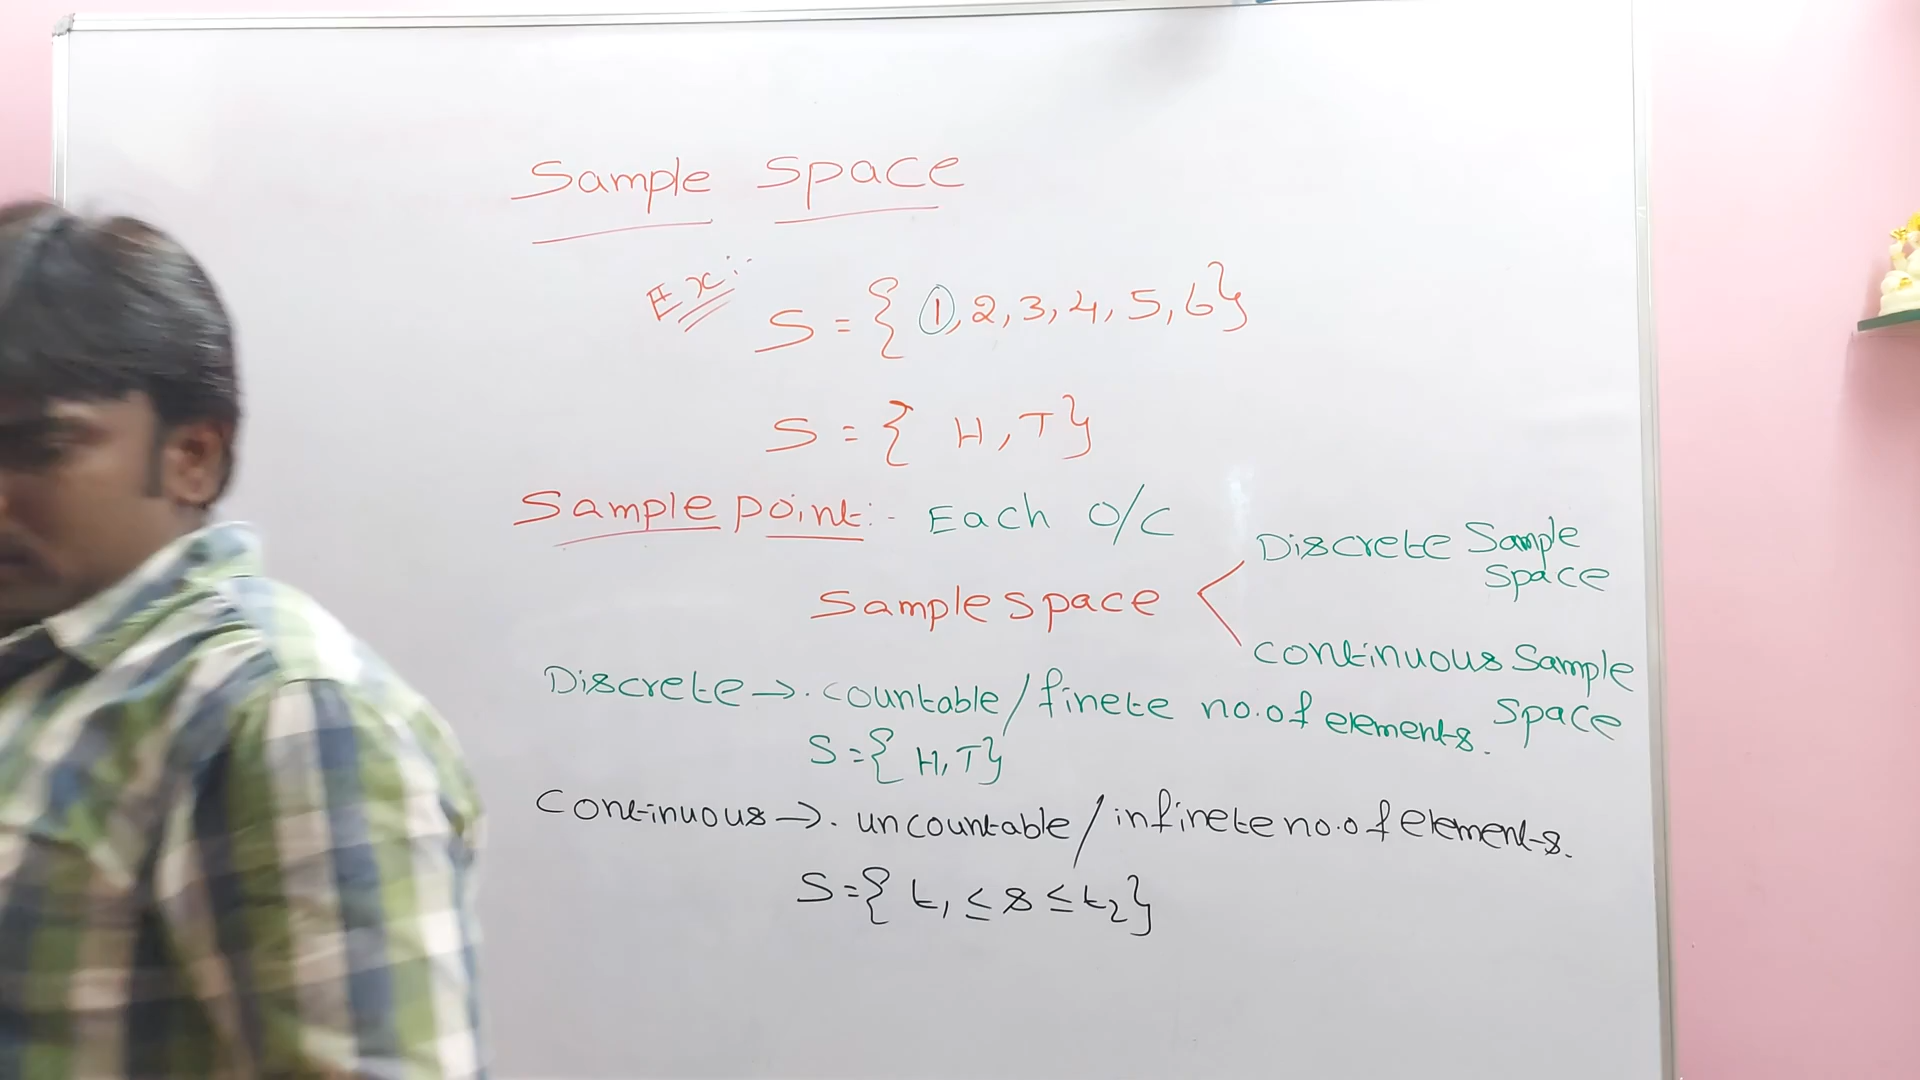 Sample Space
Ex:- S = { 1, 2, 3, 4, 5, 6}
S = { H, T}
Sample point:- Each O/C
Sample space < Discrete Sample Space
Continuous Sample Space
Discrete →. countable/finete no.of elements.
S={ H, T}
Continuous →. uncountable/infinete no.of elements.
S={ t₁ ≤ s ≤ t₂}